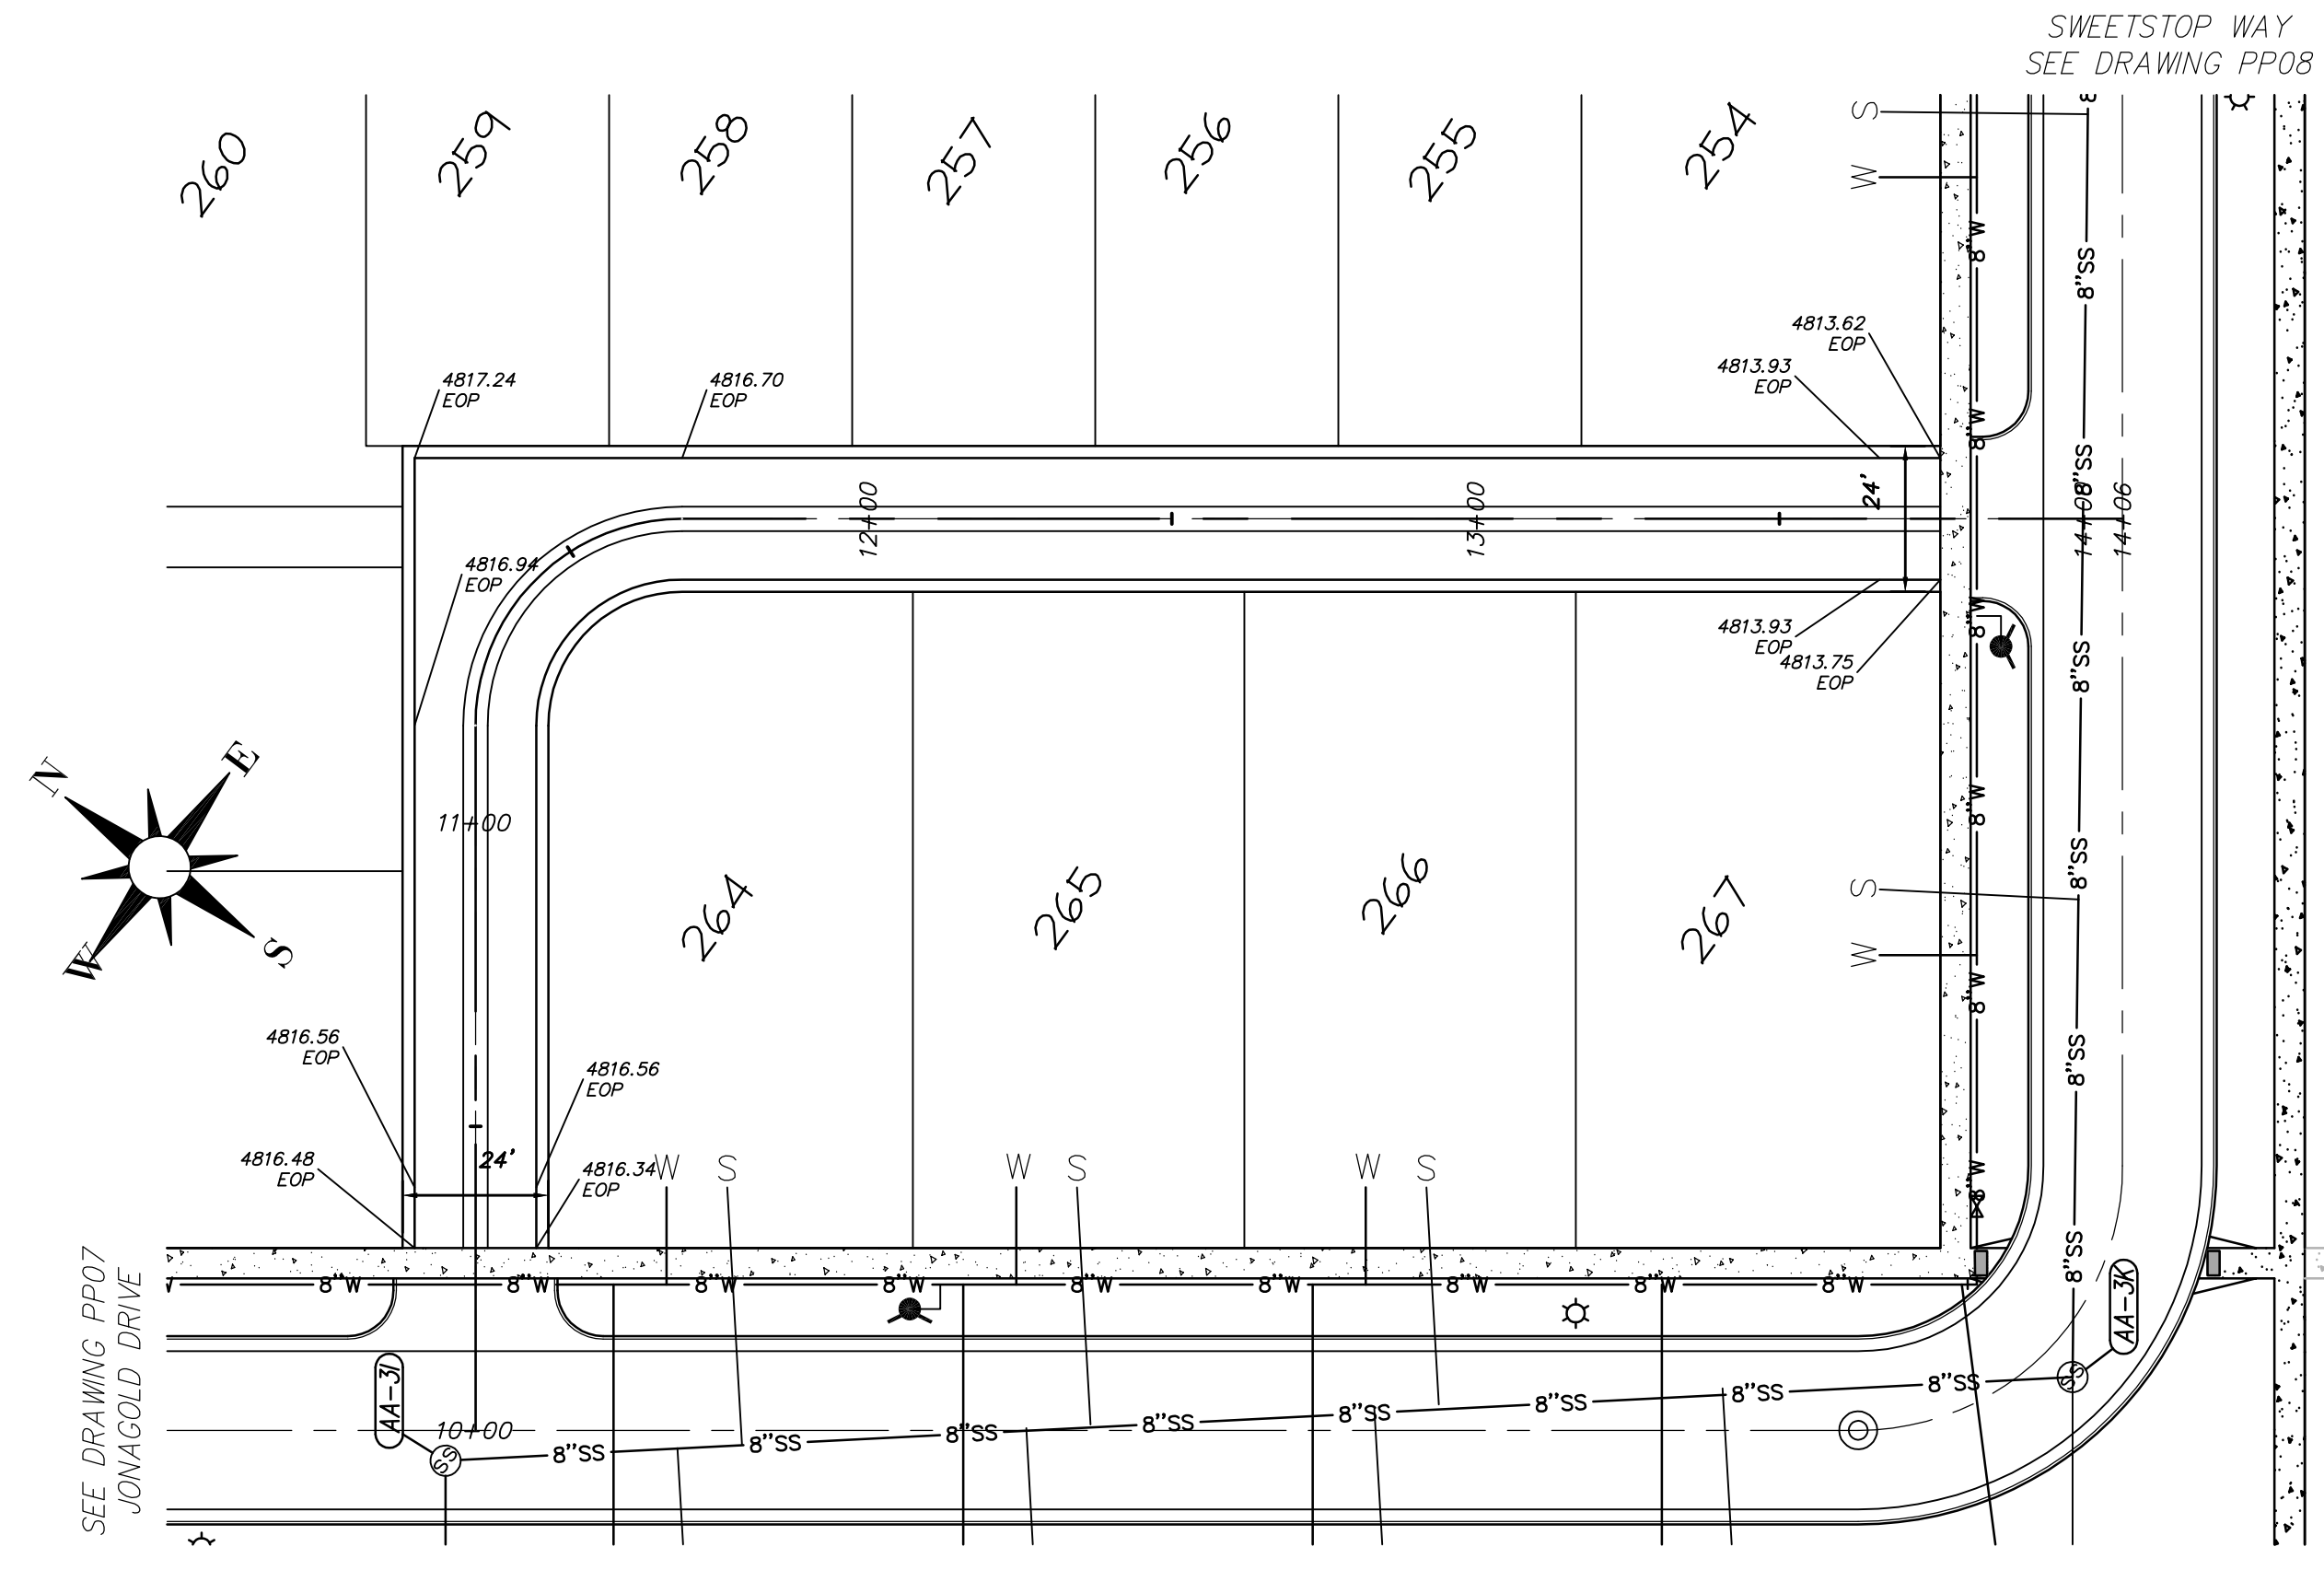 SWEETSTOP WAY
SEE DRAWING PP08
260
259
258
257
256
255
254
S
W
8"W
8"SS
4813.62
EOP
4813.93
EOP
4817.24
EOP
4816.70
EOP
8"W
8"SS
24'
12+00
13+00
14+08
14+06
4816.94
EOP
8"W
4813.93
EOP
4813.75
EOP
8"SS
N
E
W
S
11+00
8"W
8"SS
264
265
266
267
S
W
8"W
4816.56
EOP
4816.56
EOP
8"SS
4816.48
EOP
24'
4816.34
EOP
W
S
W
S
W
S
8"W
8"SS
8"W
8"W
8"W
8"W
8"W
8"W
8"W
8"W
8"W
SEE DRAWING PP07
JONAGOLD DRIVE
AA-3I
AA-3K
10+00
SS
8"SS
8"SS
8"SS
8"SS
8"SS
8"SS
8"SS
8"SS
SS